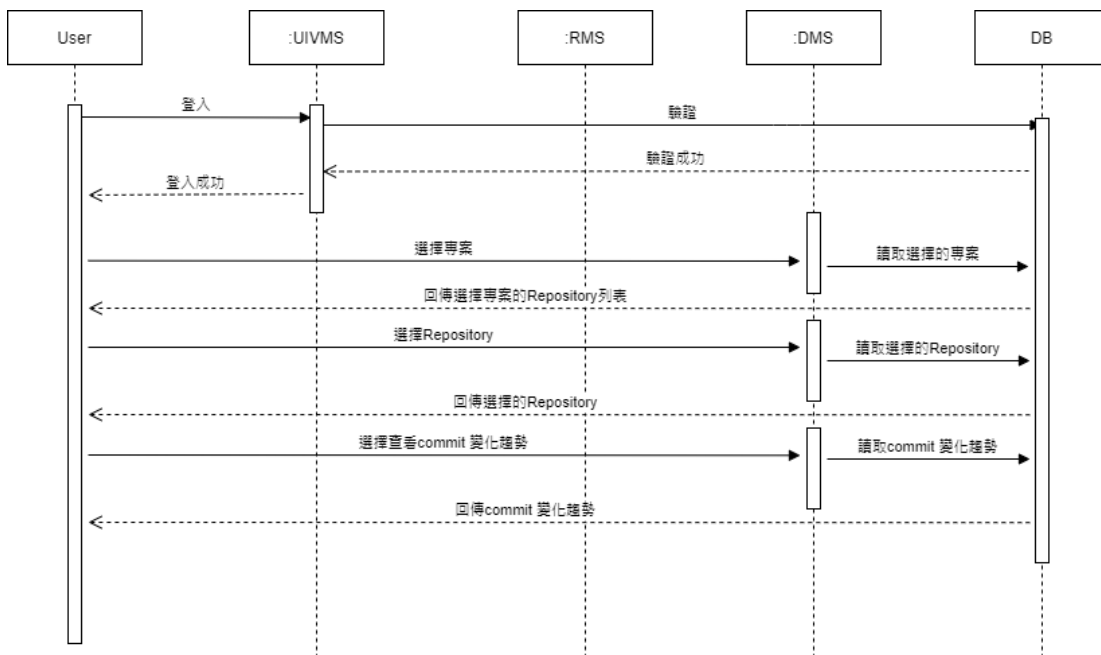 User
:UIVMS
:RMS
:DMS
DB
登入
驗證
驗證成功
登入成功
選擇專案
讀取選擇的專案
回傳選擇專案的Repository列表
選擇Repository
讀取選擇的Repository
回傳選擇的Repository
選擇查看commit 變化趨勢
讀取commit 變化趨勢
回傳commit 變化趨勢